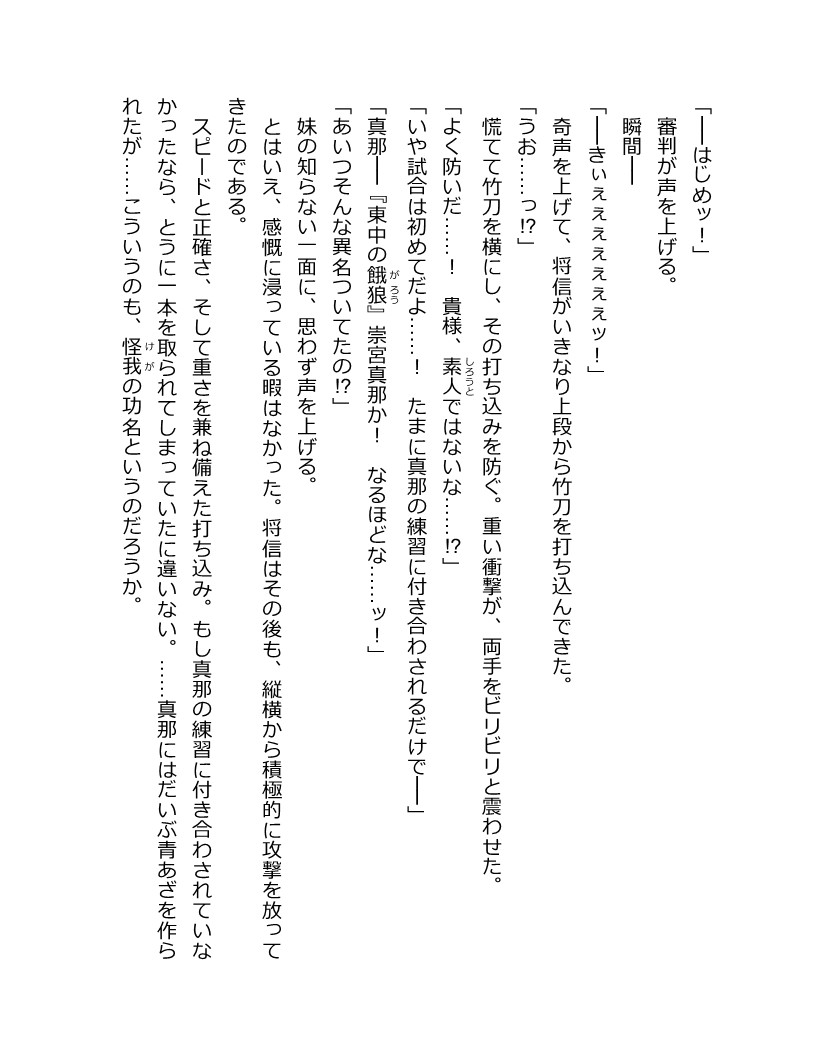 「──はじめッ！」
審判が声を上げる。
瞬間──
「──きぃぇぇぇぇぇぇッ！」
奇声を上げて、将信がいきなり上段から竹刀を打ち込んできた。
「うお……っ!?」
慌てて竹刀を横にし、その打ち込みを防ぐ。重い衝撃が、両手をビリビリと震わせた。
「よく防いだ……！　貴様、素人ではないな……!?」
しろうと
「いや試合は初めてだよ……！　たまに真那の練習に付き合わされるだけで──」
「真那──『東中の餓狼』崇宮真那か！　なるほどな……ッ！」
がろう
「あいつそんな異名ついてたの!?」
妹の知らない一面に、思わず声を上げる。
とはいえ、感慨に浸っている暇はなかった。将信はその後も、縦横から積極的に攻撃を放って
きたのである。
スピードと正確さ、そして重さを兼ね備えた打ち込み。もし真那の練習に付き合わされていな
かったなら、とうに一本を取られてしまっていたに違いない。……真那にはだいぶ青あざを作ら
れたが……こういうのも、怪我の功名というのだろうか。
けが